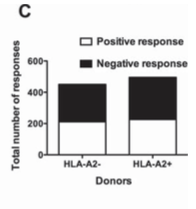 C
Positive response
Negative response
Total number of responses
600
400
200
0
HLA-A2-
HLA-A2+
Donors